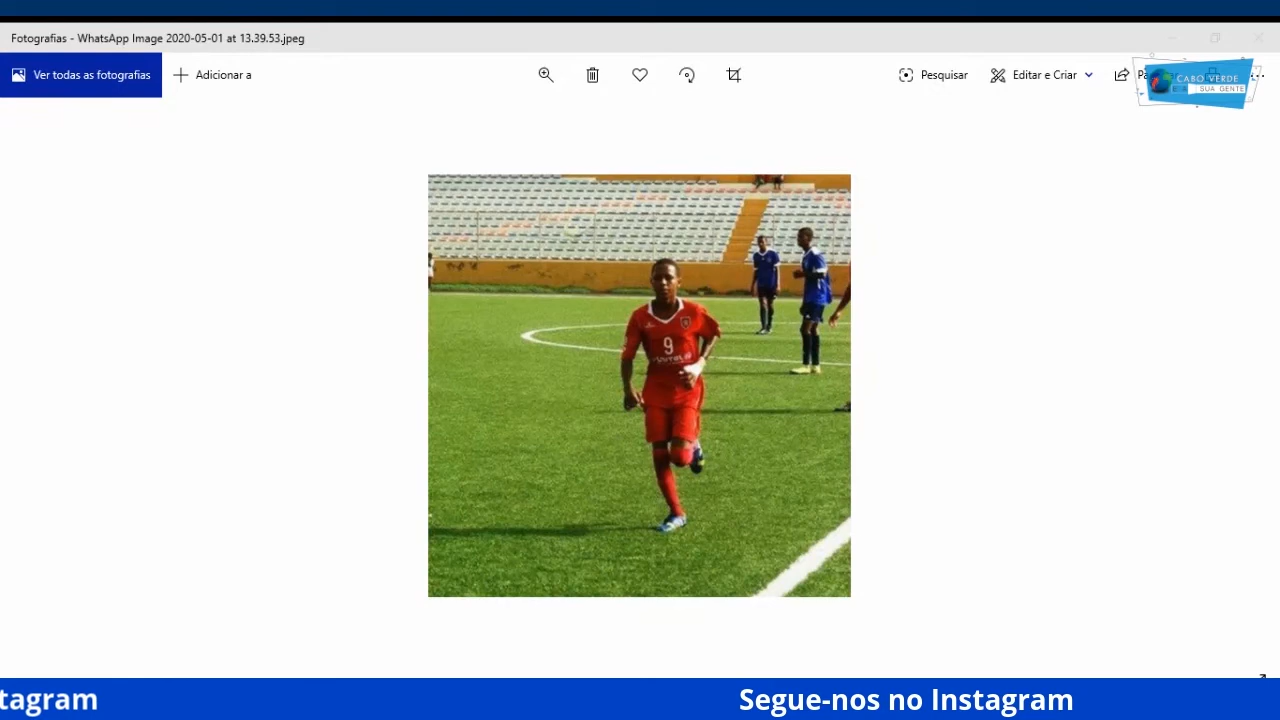 Fotografias - WhatsApp Image 2020-05-01 at 13.39.53.jpeg
Ver todas as fotografias
Adicionar a
Pesquisar
Editar e Criar
CABO VERDE
SUA GENTE
9
tagram
Segue-nos no Instagram